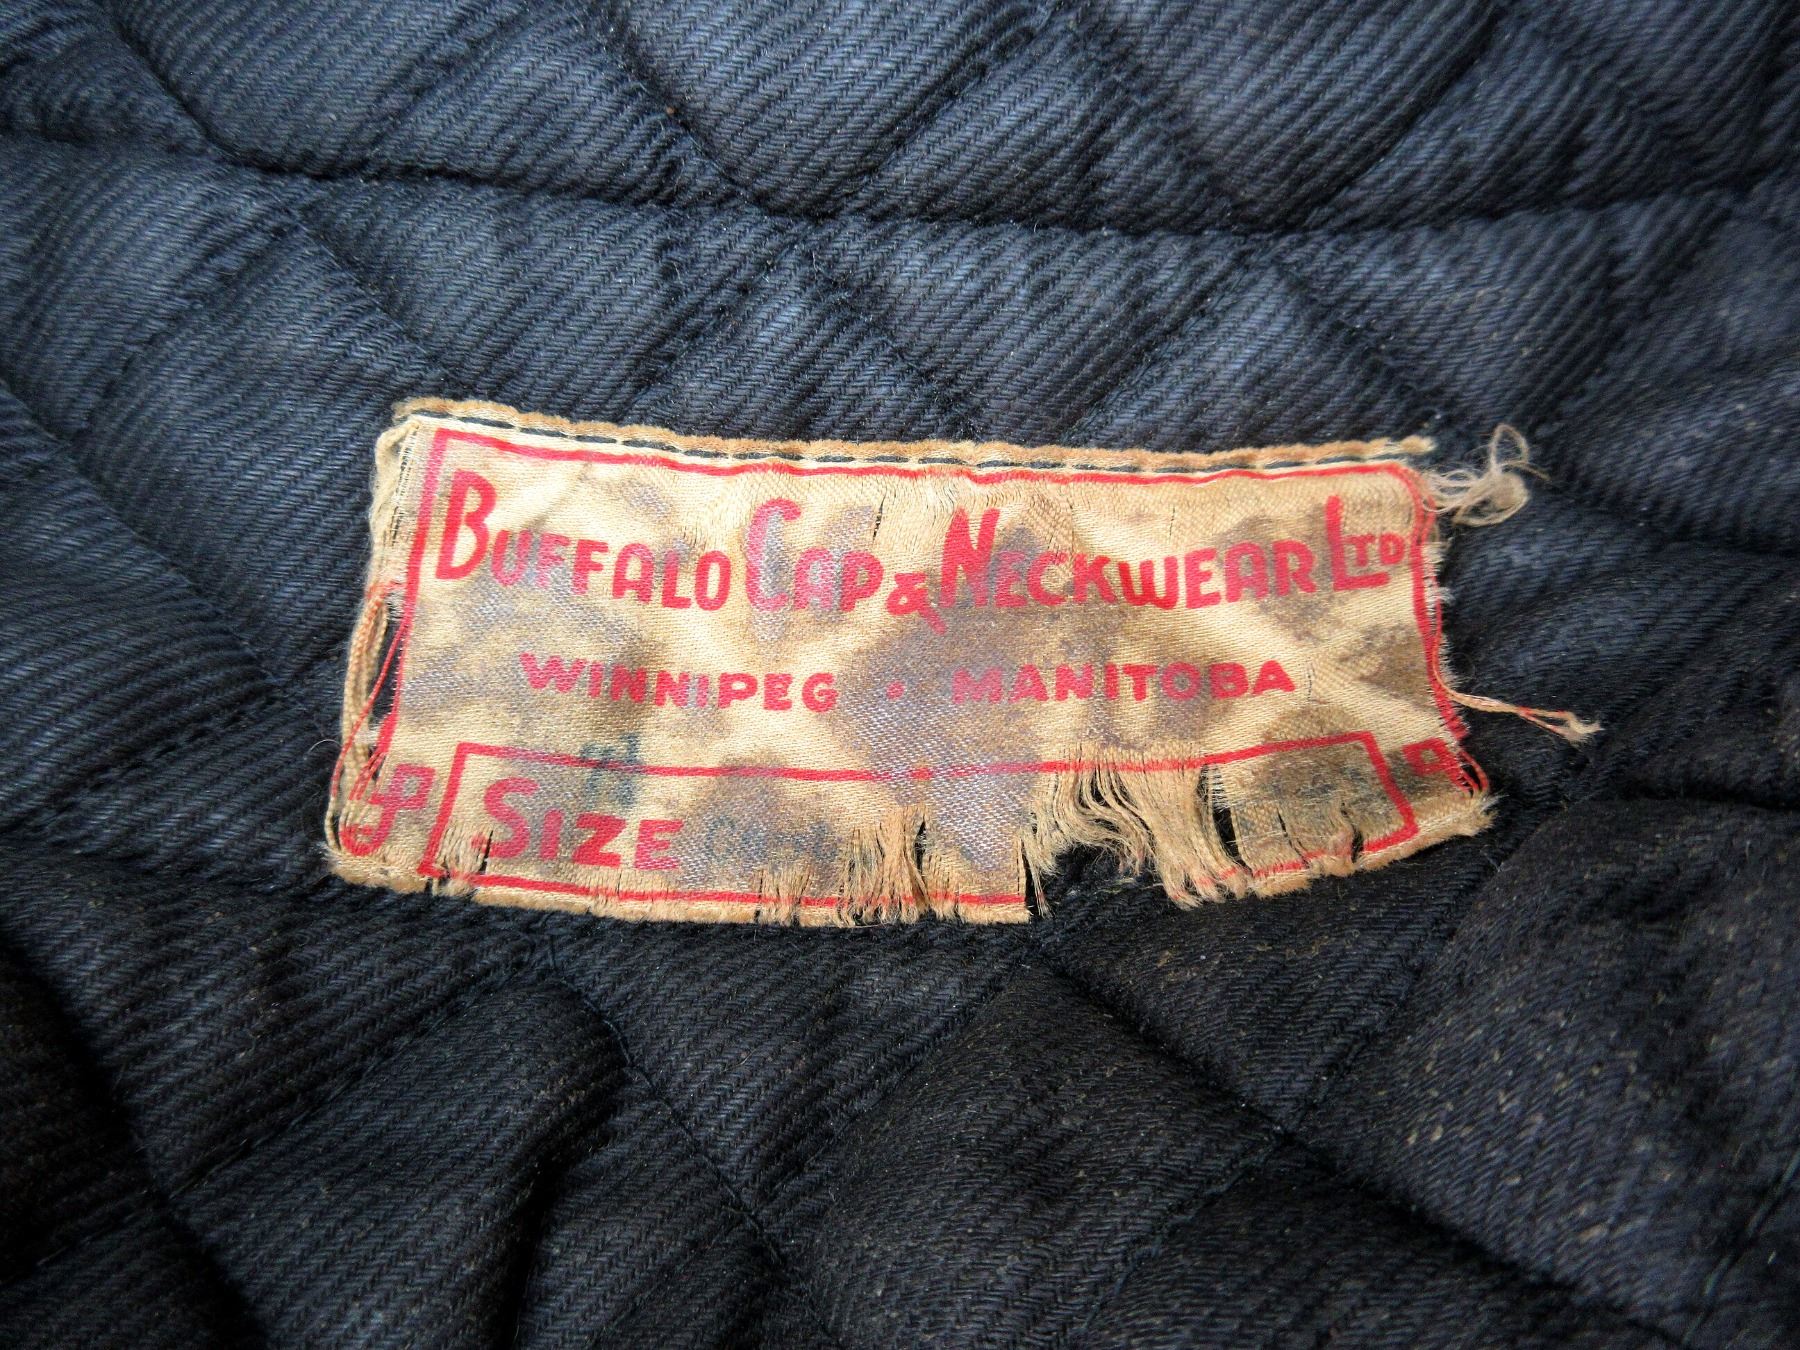 BUFFALO CAP & NECKWEAR LTD
WINNIPEG • MANITOBA
SIZE